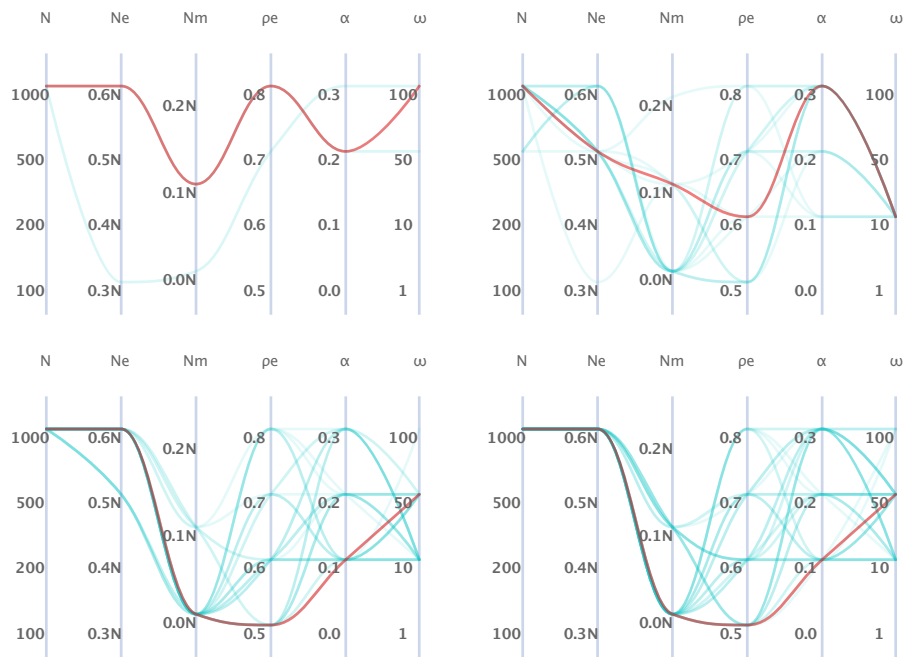 N Ne Nm ρe α ω N Ne Nm ρe α ω
1000 0.6N 0.2N 0.8 0.3 100 1000 0.6N 0.2N 0.8 0.3 100
500 0.5N 0.1N 0.7 0.2 50 500 0.5N 0.1N 0.7 0.2 50
200 0.4N 0.6 0.1 10 200 0.4N 0.6 0.1 10
100 0.3N 0.0N 0.5 0.0 1 100 0.3N 0.0N 0.5 0.0 1
N Ne Nm ρe α ω N Ne Nm ρe α ω
1000 0.6N 0.2N 0.8 0.3 100 1000 0.6N 0.2N 0.8 0.3 100
500 0.5N 0.1N 0.7 0.2 50 500 0.5N 0.1N 0.7 0.2 50
200 0.4N 0.6 0.1 10 200 0.4N 0.6 0.1 10
100 0.3N 0.0N 0.5 0.0 1 100 0.3N 0.0N 0.5 0.0 1